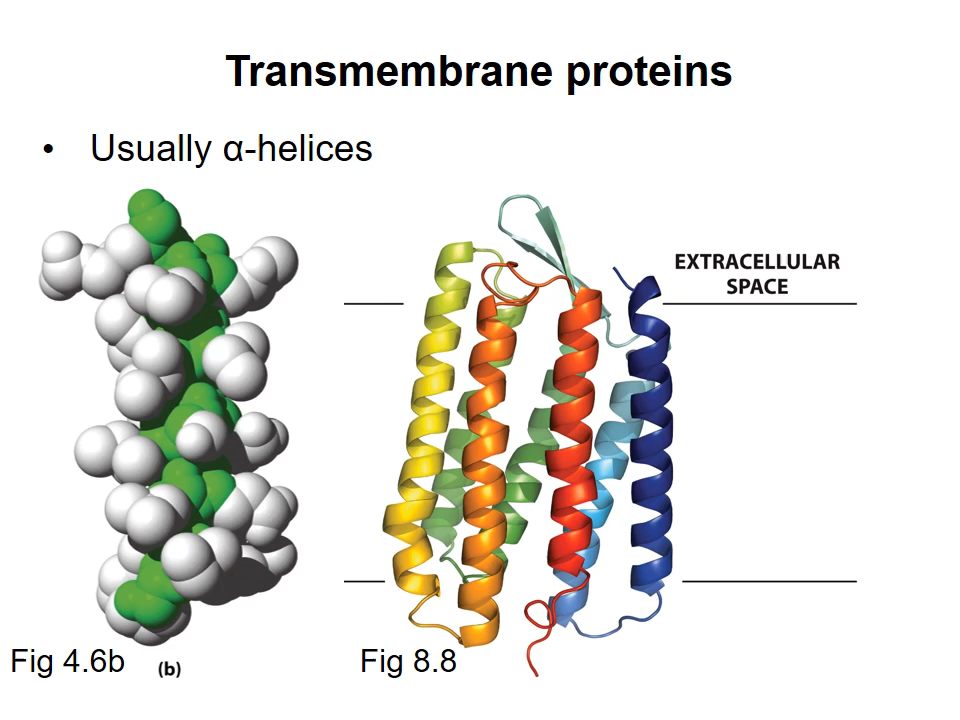 Transmembrane proteins
• Usually α-helices
EXTRACELLULAR
SPACE
Fig 4.6b
(b)
Fig 8.8